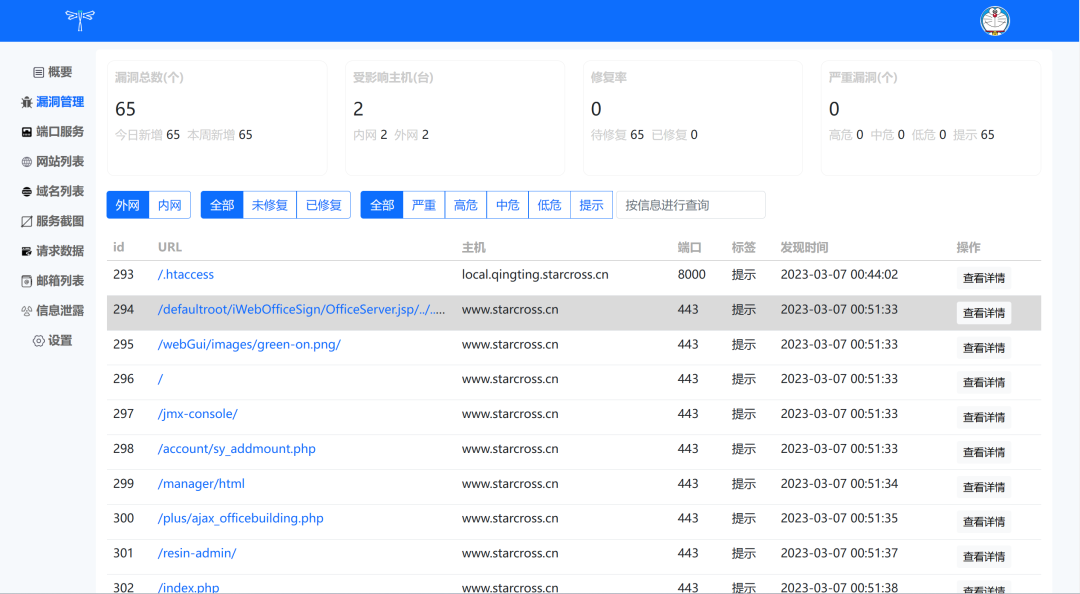 概要
漏洞管理
端口服务
网站列表
域名列表
服务截图
请求数据
邮箱列表
信息泄露
设置
漏洞总数(个)
65
今日新增 65 本周新增 65
受影响主机(台)
2
内网 2 外网 2
修复率
0
待修复 65 已修复 0
严重漏洞(个)
0
高危 0 中危 0 低危 0 提示 65
外网 内网 全部 未修复 已修复 全部 严重 高危 中危 低危 提示 按信息进行查询
id URL 主机 端口 标签 发现时间 操作
293 /.htaccess local.qingting.starcross.cn 8000 提示 2023-03-07 00:44:02 查看详情
294 /defaultroot/iWebOfficeSign/OfficeServer.jsp/../..... www.starcross.cn 443 提示 2023-03-07 00:51:33 查看详情
295 /webGui/images/green-on.png/ www.starcross.cn 443 提示 2023-03-07 00:51:33 查看详情
296 / www.starcross.cn 443 提示 2023-03-07 00:51:33 查看详情
297 /jmx-console/ www.starcross.cn 443 提示 2023-03-07 00:51:33 查看详情
298 /account/sy_addmount.php www.starcross.cn 443 提示 2023-03-07 00:51:33 查看详情
299 /manager/html www.starcross.cn 443 提示 2023-03-07 00:51:34 查看详情
300 /plus/ajax_officebuilding.php www.starcross.cn 443 提示 2023-03-07 00:51:35 查看详情
301 /resin-admin/ www.starcross.cn 443 提示 2023-03-07 00:51:37 查看详情
302 /index.php www.starcross.cn 443 提示 2023-03-07 00:51:38 查看详情